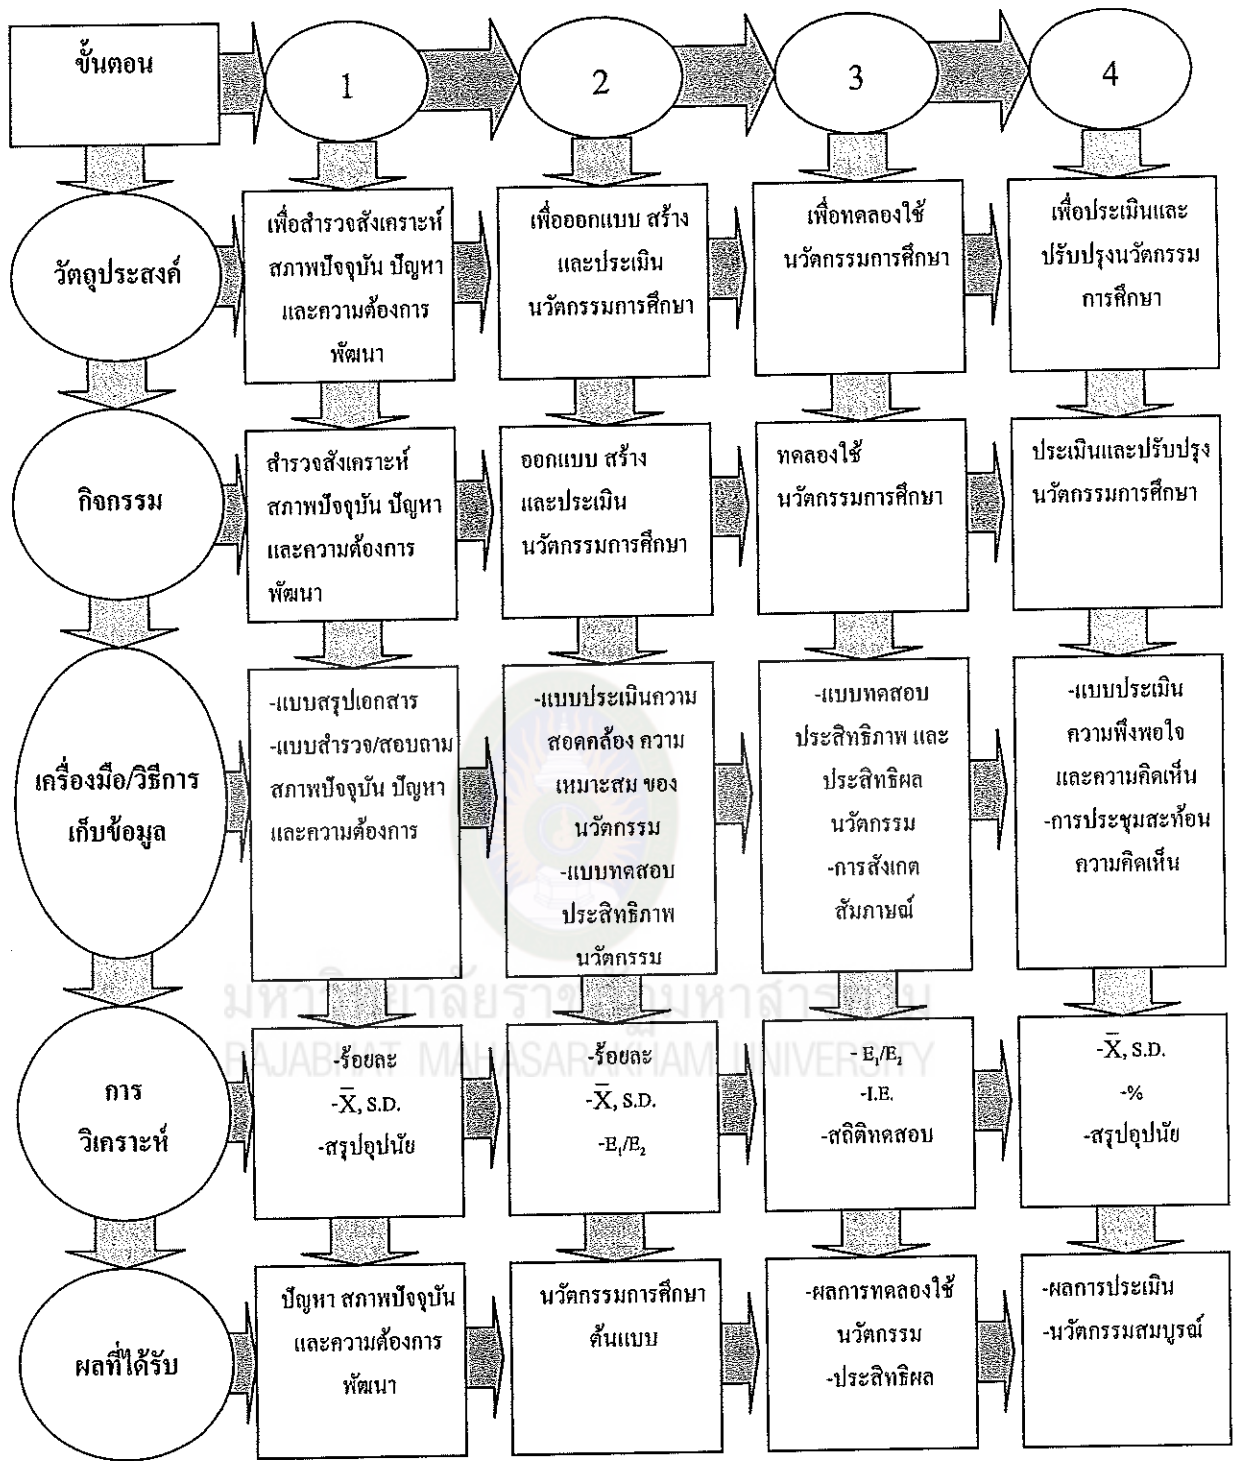 ขั้นตอน
1
2
3
4
วัตถุประสงค์
เพื่อสำรวจสังเคราะห์
สภาพปัจจุบัน ปัญหา
และความต้องการ
พัฒนา
เพื่อออกแบบ สร้าง
และประเมิน
นวัตกรรมการศึกษา
เพื่อทดลองใช้
นวัตกรรมการศึกษา
เพื่อประเมินและ
ปรับปรุงนวัตกรรม
การศึกษา
กิจกรรม
สำรวจสังเคราะห์
สภาพปัจจุบัน ปัญหา
และความต้องการ
พัฒนา
ออกแบบ สร้าง
และประเมิน
นวัตกรรมการศึกษา
ทดลองใช้
นวัตกรรมการศึกษา
ประเมินและปรับปรุง
นวัตกรรมการศึกษา
เครื่องมือ/วิธีการ
เก็บข้อมูล
-แบบสรุปเอกสาร
-แบบสำรวจ/สอบถาม
สภาพปัจจุบัน ปัญหา
และความต้องการ
-แบบประเมินความ
สอดคล้อง ความ
เหมาะสม ของ
นวัตกรรม
-แบบทดสอบ
ประสิทธิภาพ
นวัตกรรม
-แบบทดสอบ
ประสิทธิภาพ และ
ประสิทธิผล
นวัตกรรม
-การสังเกต
สัมภาษณ์
-แบบประเมิน
ความพึงพอใจ
และความคิดเห็น
-การประชุมสะท้อน
ความคิดเห็น
มหาวิทยาลัยราชภัฏมหาสารคาม
RAJABHAT MAHASARAKHAM UNIVERSITY
การ
วิเคราะห์
-ร้อยละ
-X̅, S.D.
-สรุปอุปนัย
-ร้อยละ
-X̅, S.D.
-E₁/E₂
- E₁/E₂
-I.E.
-สถิติทดสอบ
-X̅, S.D.
-%
-สรุปอุปนัย
ผลที่ได้รับ
ปัญหา สภาพปัจจุบัน
และความต้องการ
พัฒนา
นวัตกรรมการศึกษา
ต้นแบบ
-ผลการทดลองใช้
นวัตกรรม
-ประสิทธิผล
-ผลการประเมิน
-นวัตกรรมสมบูรณ์